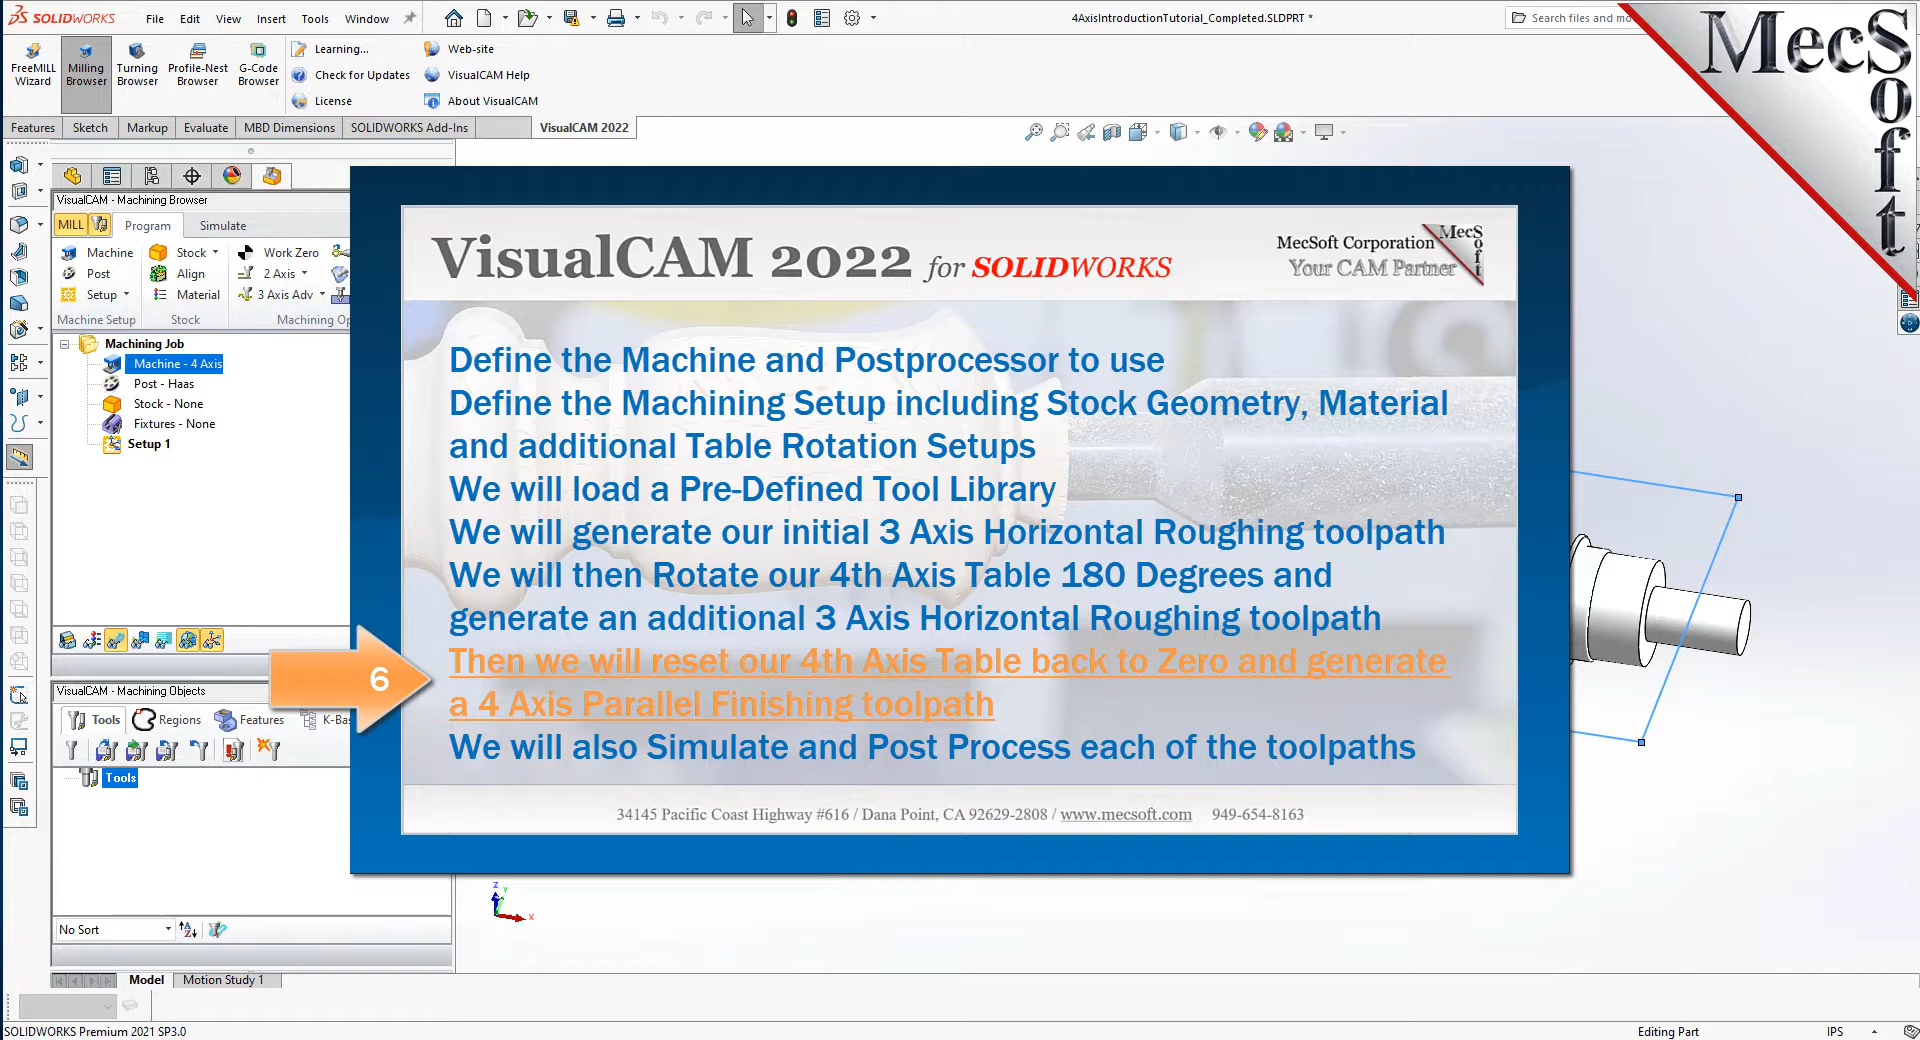 SOLIDWORKS File Edit View Insert Tools Window
4AxisIntroductionTutorial_Completed.SLDPRT *
Search files and mo
MecSoft
FreeMILL Wizard
Milling Browser
Turning Browser
Profile-Nest Browser
G-Code Browser
Learning...
Check for Updates
License
Web-site
VisualCAM Help
About VisualCAM
Features Sketch Markup Evaluate MBD Dimensions SOLIDWORKS Add-Ins VisualCAM 2022
VisualCAM - Machining Browser
MILL Program Simulate
Machine Stock Work Zero
Post Align 2 Axis
Setup Material 3 Axis Adv
Machine Setup Stock Machining Op
Machining Job
Machine - 4 Axis
Post - Haas
Stock - None
Fixtures - None
Setup 1
VisualCAM 2022 for SOLIDWORKS
MecSoft Corporation
Your CAM Partner
MecSoft
Define the Machine and Postprocessor to use
Define the Machining Setup including Stock Geometry, Material
and additional Table Rotation Setups
We will load a Pre-Defined Tool Library
We will generate our initial 3 Axis Horizontal Roughing toolpath
We will then Rotate our 4th Axis Table 180 Degrees and
generate an additional 3 Axis Horizontal Roughing toolpath
6
Then we will reset our 4th Axis Table back to Zero and generate
a 4 Axis Parallel Finishing toolpath
We will also Simulate and Post Process each of the toolpaths
34145 Pacific Coast Highway #616 / Dana Point, CA 92629-2808 / www.mecsoft.com 949-654-8163
VisualCAM - Machining Objects
Tools Regions Features K-Ba
Tools
No Sort
Z Y X
Model Motion Study 1
SOLIDWORKS Premium 2021 SP3.0
Editing Part IPS